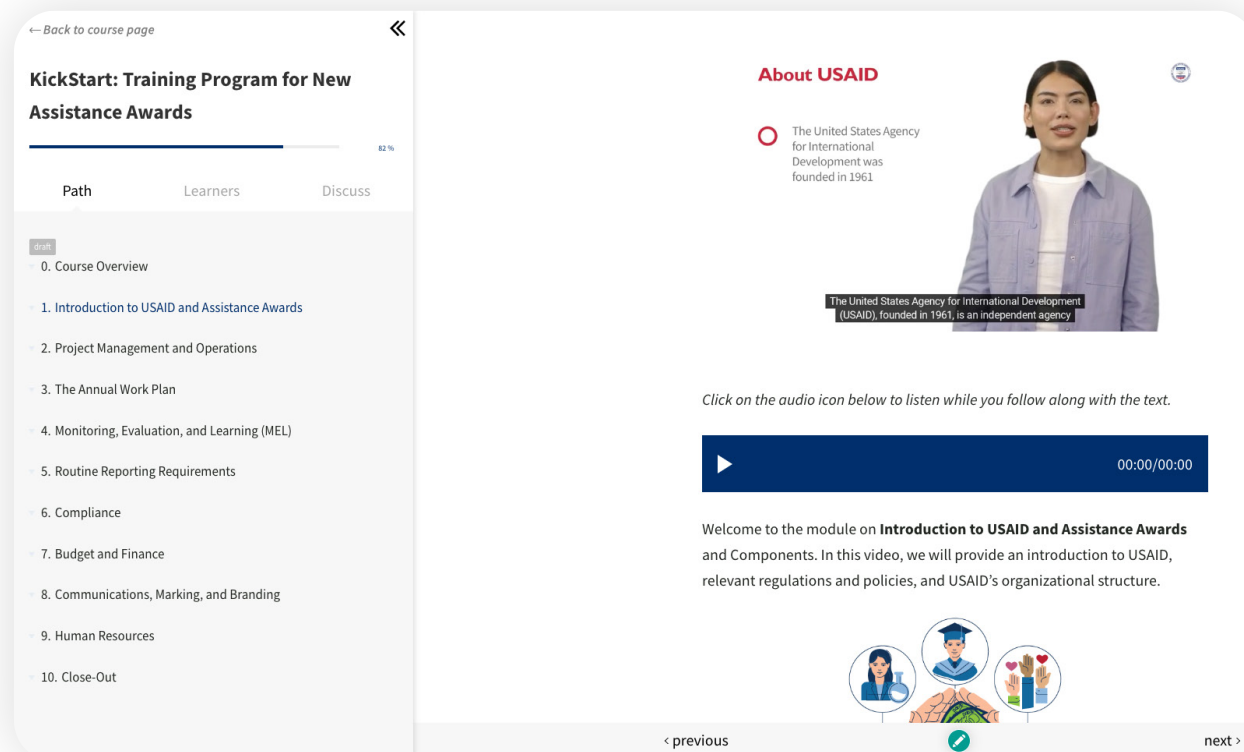 ←Back to course page
KickStart: Training Program for New
Assistance Awards
82 %
Path
Learners
Discuss
draft
0. Course Overview
1. Introduction to USAID and Assistance Awards
2. Project Management and Operations
3. The Annual Work Plan
4. Monitoring, Evaluation, and Learning (MEL)
5. Routine Reporting Requirements
6. Compliance
7. Budget and Finance
8. Communications, Marking, and Branding
9. Human Resources
10. Close-Out
About USAID
The United States Agency
for International
Development was
founded in 1961
The United States Agency for International Development
(USAID), founded in 1961, is an independent agency
Click on the audio icon below to listen while you follow along with the text.
00:00/00:00
Welcome to the module on Introduction to USAID and Assistance Awards
and Components. In this video, we will provide an introduction to USAID,
relevant regulations and policies, and USAID’s organizational structure.
‹ previous
next ›